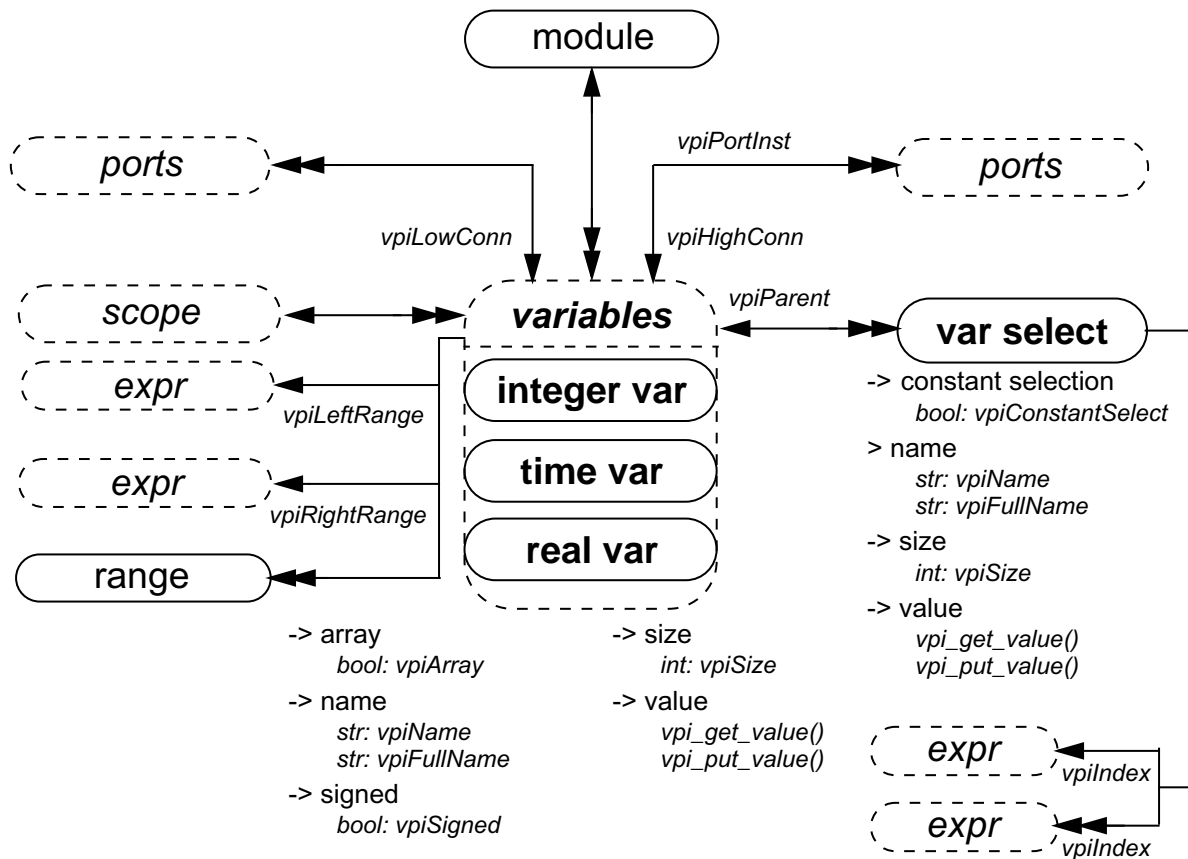 module
ports
vpiPortInst
ports
vpiLowConn
vpiHighConn
scope
variables
vpiParent
var select
expr
vpiLeftRange
integer var
-> constant selection
bool: vpiConstantSelect
expr
vpiRightRange
time var
> name
str: vpiName
str: vpiFullName
range
real var
-> size
int: vpiSize
-> value
vpi_get_value()
vpi_put_value()
-> array
bool: vpiArray
-> name
str: vpiName
str: vpiFullName
-> signed
bool: vpiSigned
-> size
int: vpiSize
-> value
vpi_get_value()
vpi_put_value()
expr
vpiIndex
expr
vpiIndex